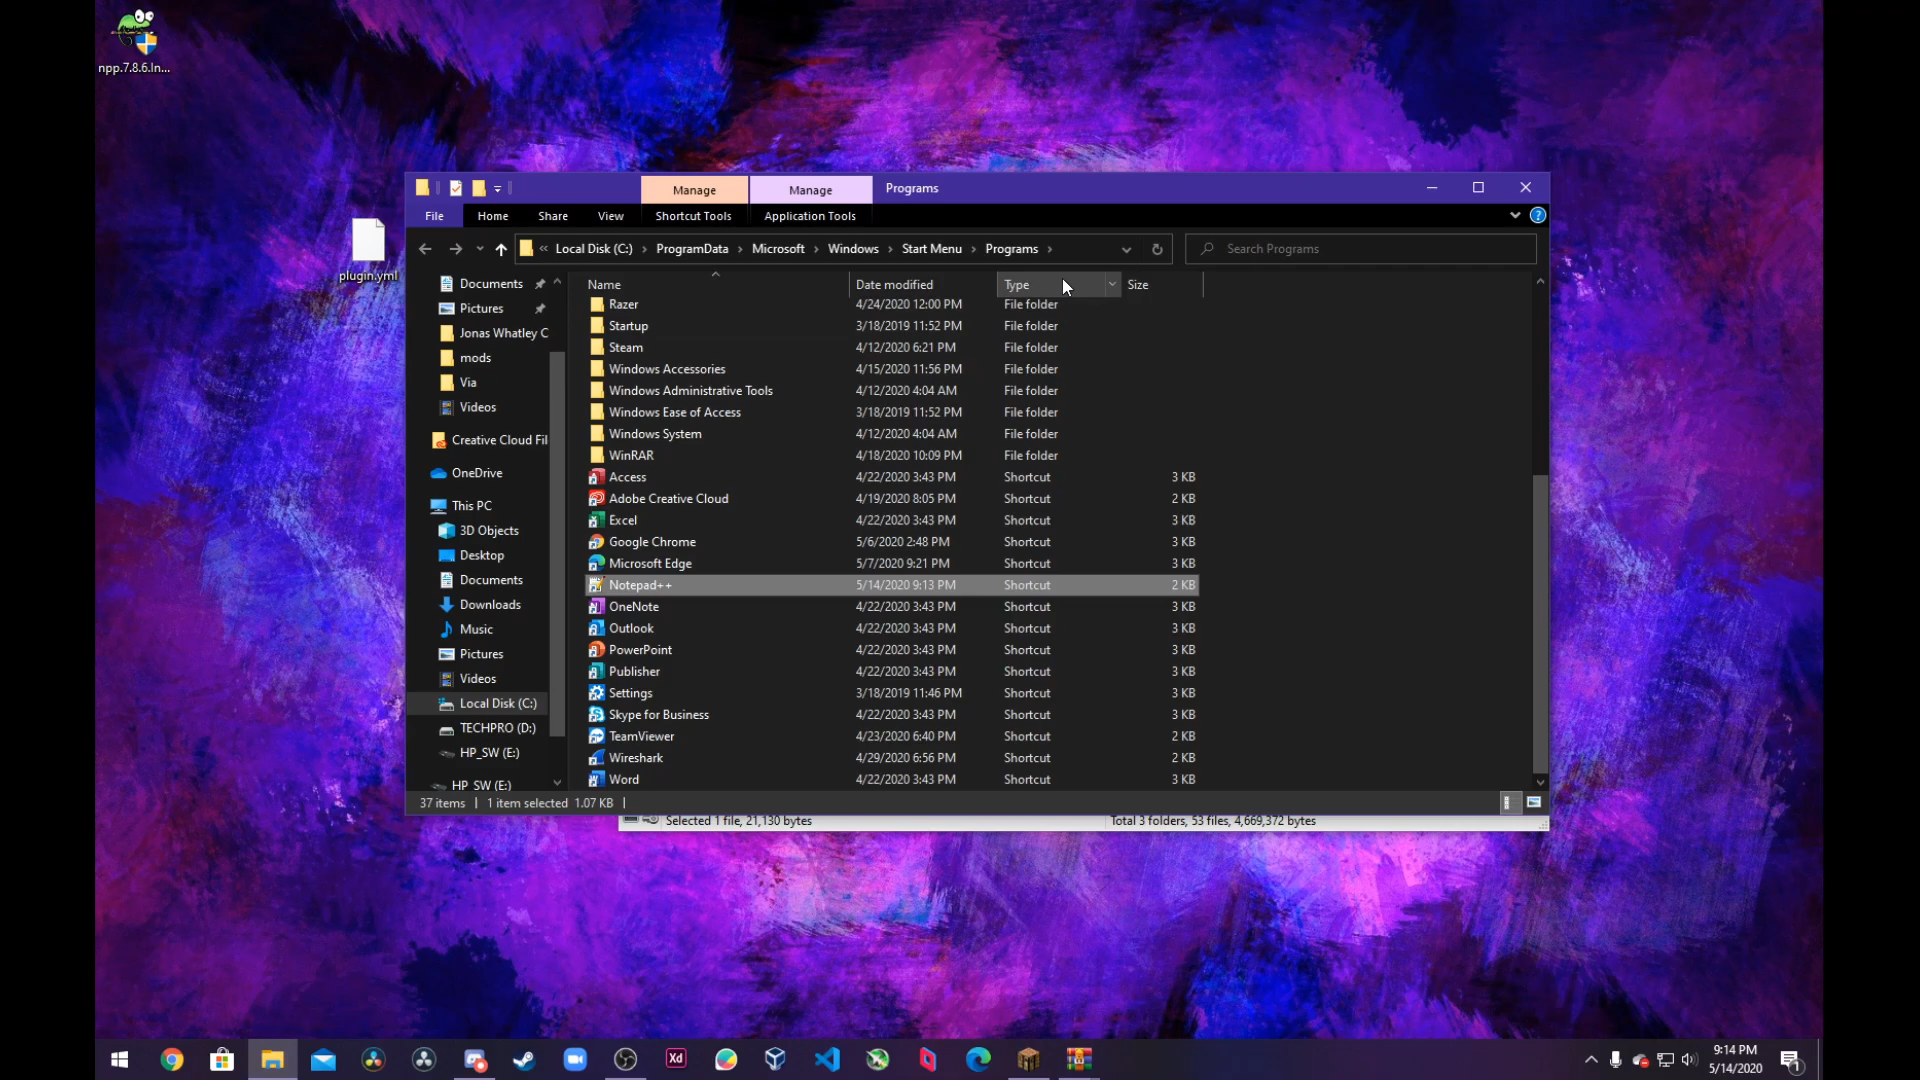 npp.7.8.6.In...
plugin.yml
Manage
Manage
Programs
File
Home
Share
View
Shortcut Tools
Application Tools
« Local Disk (C:) › ProgramData › Microsoft › Windows › Start Menu › Programs ›
Search Programs
Documents
Pictures
Jonas Whatley C
mods
Via
Videos
Creative Cloud Fil
OneDrive
This PC
3D Objects
Desktop
Documents
Downloads
Music
Pictures
Videos
Local Disk (C:)
TECHPRO (D:)
HP_SW (E:)
HP_SW (E:)
Name Date modified Type Size
Razer 4/24/2020 12:00 PM File folder
Startup 3/18/2019 11:52 PM File folder
Steam 4/12/2020 6:21 PM File folder
Windows Accessories 4/15/2020 11:56 PM File folder
Windows Administrative Tools 4/12/2020 4:04 AM File folder
Windows Ease of Access 3/18/2019 11:52 PM File folder
Windows System 4/12/2020 4:04 AM File folder
WinRAR 4/18/2020 10:09 PM File folder
Access 4/22/2020 3:43 PM Shortcut 3 KB
Adobe Creative Cloud 4/19/2020 8:05 PM Shortcut 2 KB
Excel 4/22/2020 3:43 PM Shortcut 3 KB
Google Chrome 5/6/2020 2:48 PM Shortcut 3 KB
Microsoft Edge 5/7/2020 9:21 PM Shortcut 3 KB
Notepad++ 5/14/2020 9:13 PM Shortcut 2 KB
OneNote 4/22/2020 3:43 PM Shortcut 3 KB
Outlook 4/22/2020 3:43 PM Shortcut 3 KB
PowerPoint 4/22/2020 3:43 PM Shortcut 3 KB
Publisher 4/22/2020 3:43 PM Shortcut 3 KB
Settings 3/18/2019 11:46 PM Shortcut 3 KB
Skype for Business 4/22/2020 3:43 PM Shortcut 3 KB
TeamViewer 4/23/2020 6:40 PM Shortcut 2 KB
Wireshark 4/29/2020 6:56 PM Shortcut 2 KB
Word 4/22/2020 3:43 PM Shortcut 3 KB
37 items | 1 item selected 1.07 KB |
Selected 1 file, 21,130 bytes
Total 3 folders, 53 files, 4,669,372 bytes
Xd
9:14 PM
5/14/2020
1